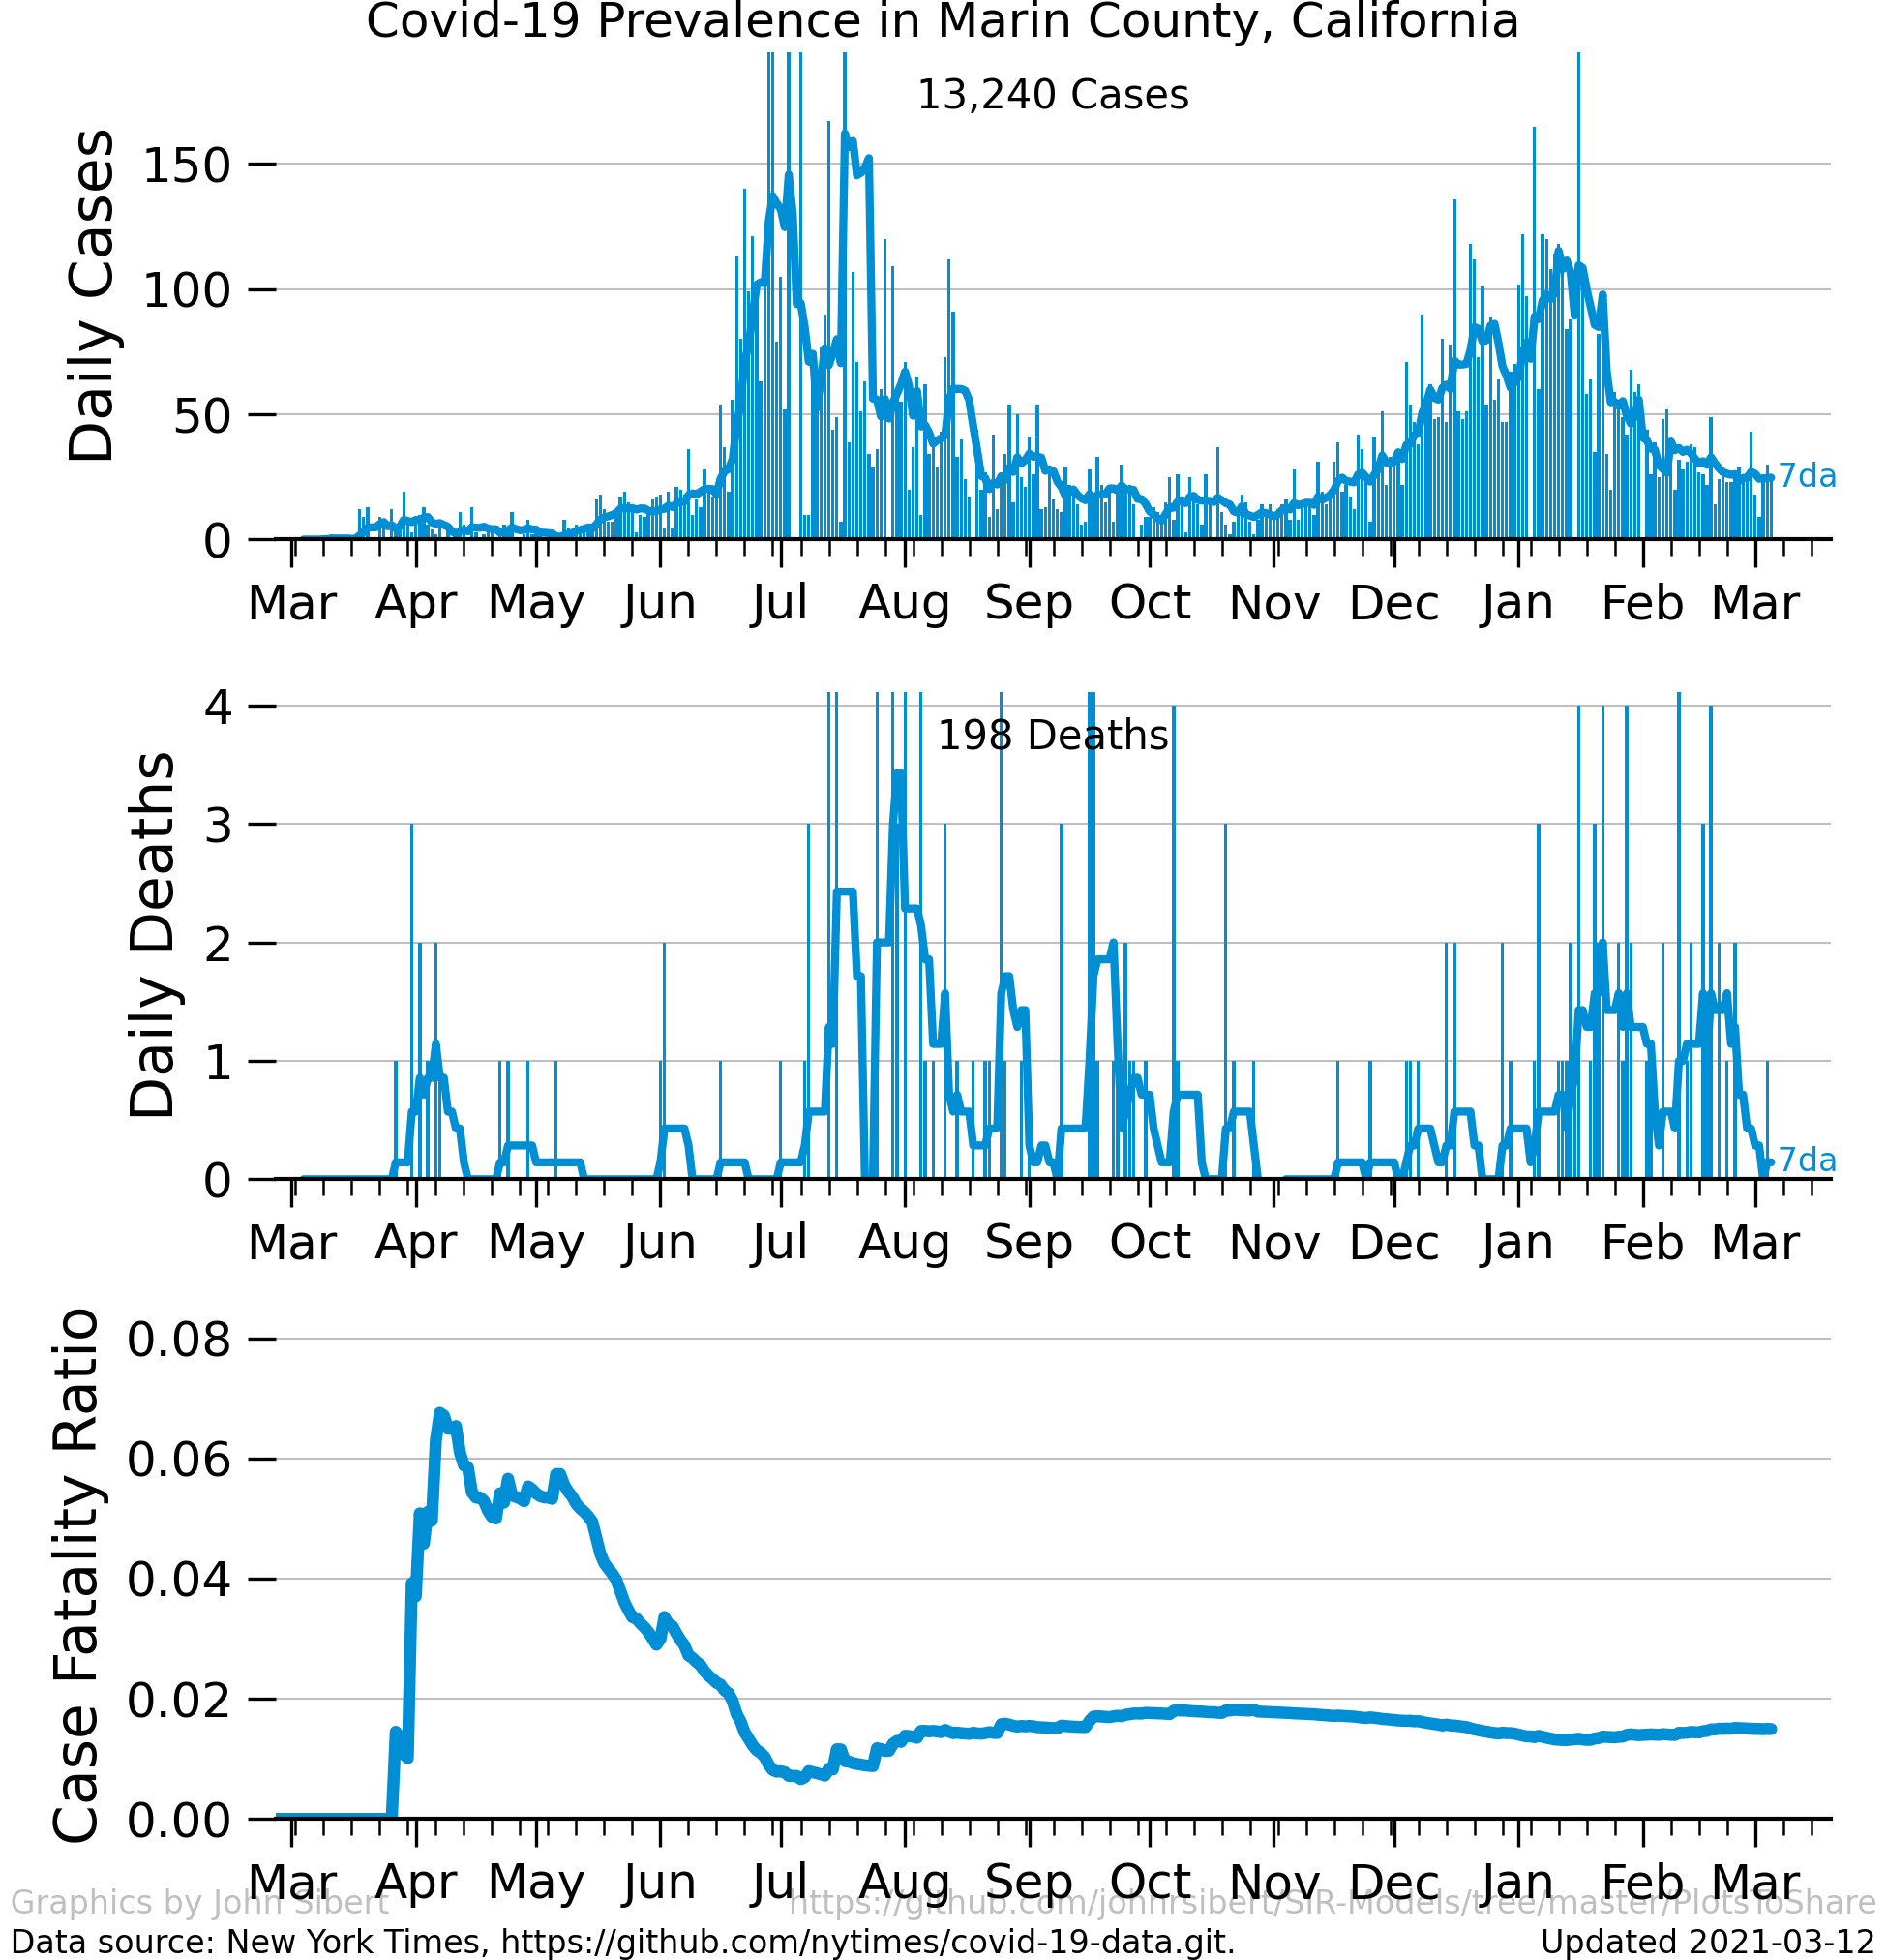 Covid-19 Prevalence in Marin County, California
13,240 Cases
Daily Cases
150
100
50
0
7da
Mar Apr May Jun Jul Aug Sep Oct Nov Dec Jan Feb Mar
198 Deaths
Daily Deaths
4
3
2
1
0
7da
Mar Apr May Jun Jul Aug Sep Oct Nov Dec Jan Feb Mar
Case Fatality Ratio
0.08
0.06
0.04
0.02
0.00
Mar Apr May Jun Jul Aug Sep Oct Nov Dec Jan Feb Mar
Graphics by John Sibert https://github.com/johnrsibert/SIR-Models/tree/master/PlotsToShare
Data source: New York Times, https://github.com/nytimes/covid-19-data.git. Updated 2021-03-12